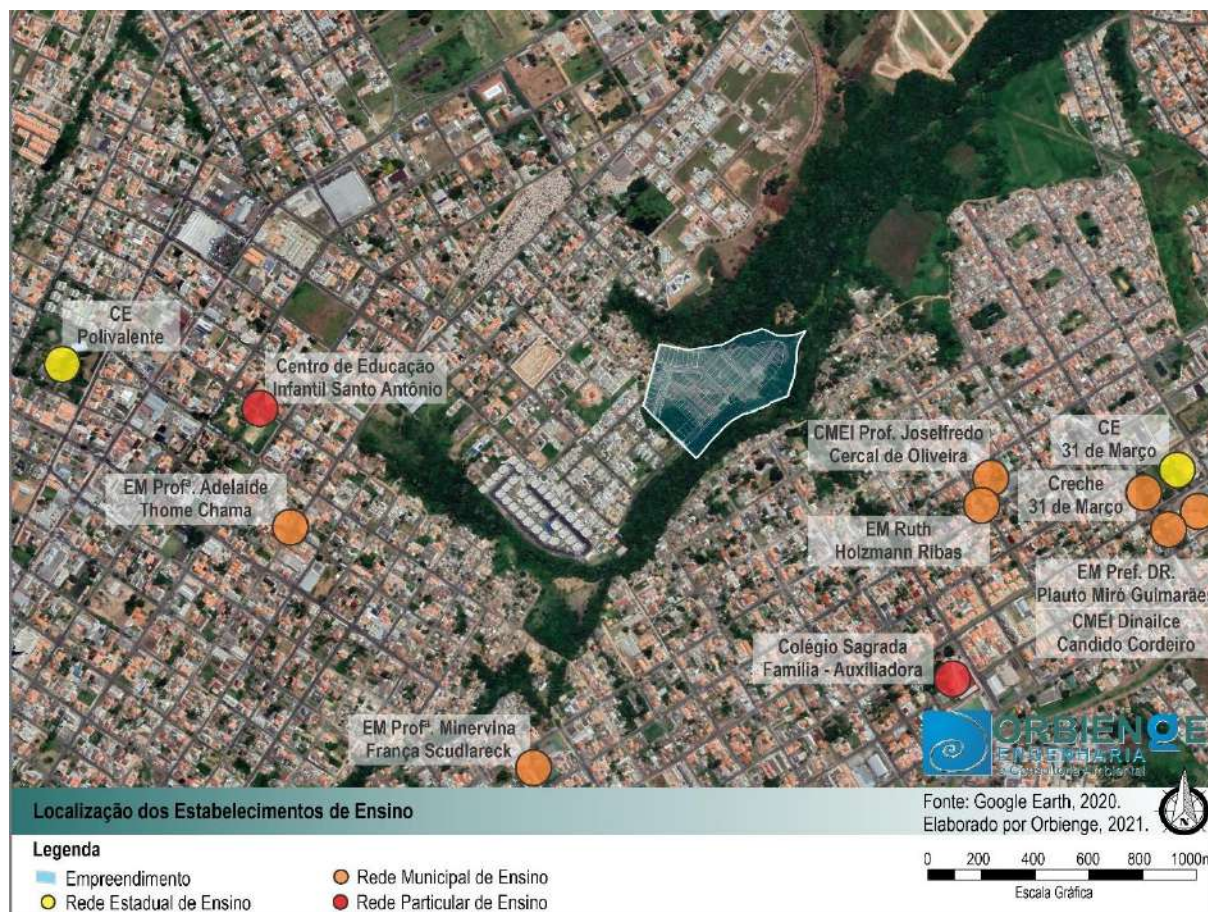 CE
Polivalente
Centro de Educação
Infantil Santo Antônio
EM Profª. Adelaide
Thome Chama
CMEI Prof. Joselfredo
Cercal de Oliveira
CE
31 de Março
Creche
31 de Março
EM Ruth
Holzmann Ribas
EM Pref. DR.
Plauto Miró Guimarães
CMEI Dinailce
Candido Cordeiro
Colégio Sagrada
Família - Auxiliadora
EM Profª. Minervina
França Scudlareck
ORBIENGE
ENGENHARIA
e Consultoria Ambiental
Localização dos Estabelecimentos de Ensino
Fonte: Google Earth, 2020.
Elaborado por Orbienge, 2021.
N
Legenda
Empreendimento
Rede Municipal de Ensino
Rede Estadual de Ensino
Rede Particular de Ensino
0 200 400 600 800 1000m
Escala Gráfica